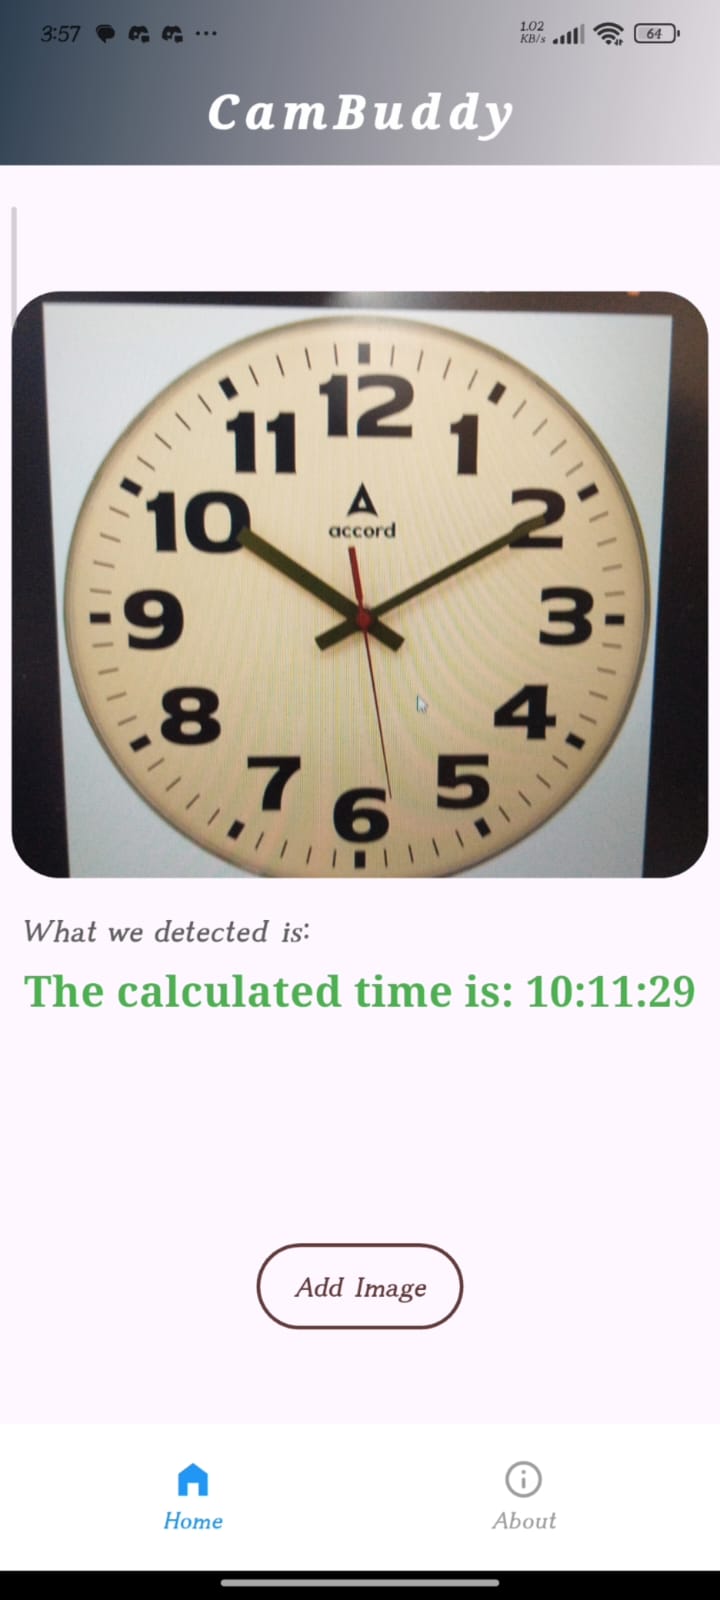 3:57 ... 1.02 KB/s 64
CamBuddy
12
11 1
10 2
accord
9 3
8 4
7 5
6
What we detected is:
The calculated time is: 10:11:29
Add Image
Home About